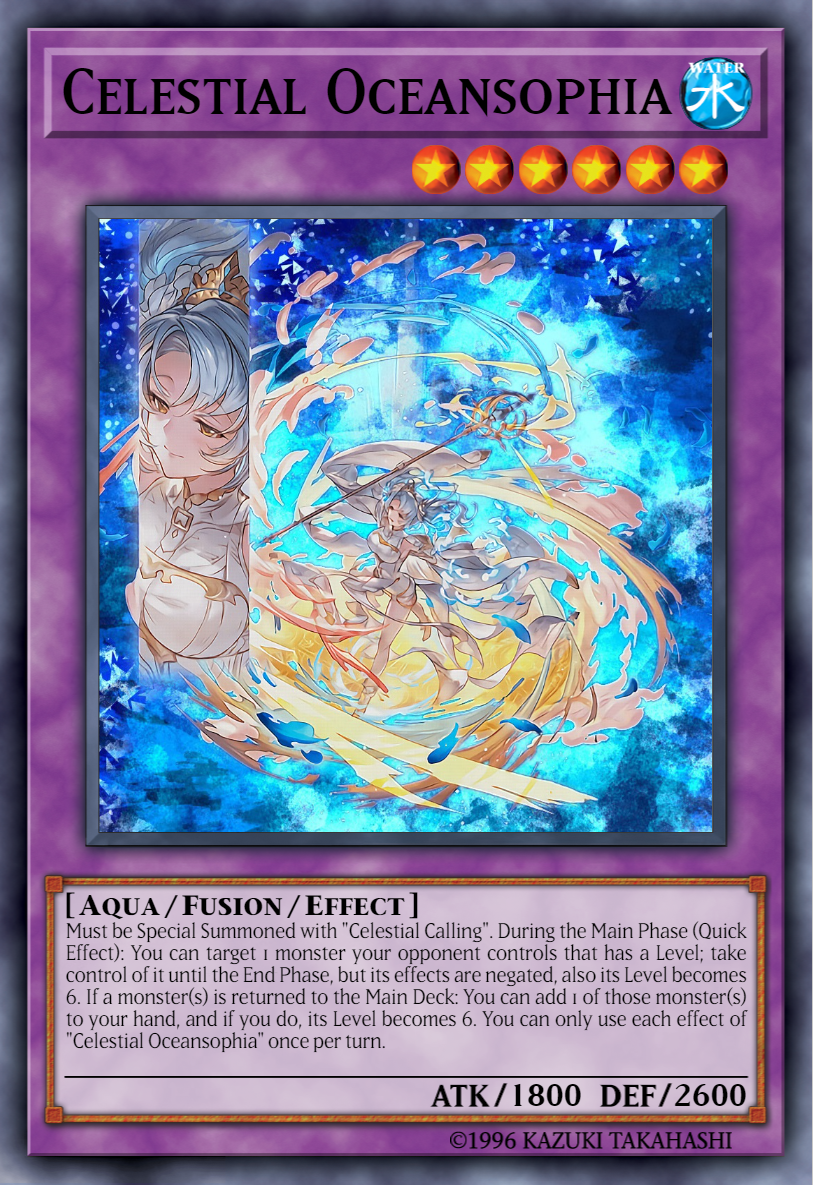 Celestial Oceansophia
WATER
水
[ Aqua / Fusion / Effect ]
Must be Special Summoned with "Celestial Calling". During the Main Phase (Quick
Effect): You can target 1 monster your opponent controls that has a Level; take
control of it until the End Phase, but its effects are negated, also its Level becomes
6. If a monster(s) is returned to the Main Deck: You can add 1 of those monster(s)
to your hand, and if you do, its Level becomes 6. You can only use each effect of
"Celestial Oceansophia" once per turn.
ATK/1800 DEF/2600
©1996 KAZUKI TAKAHASHI